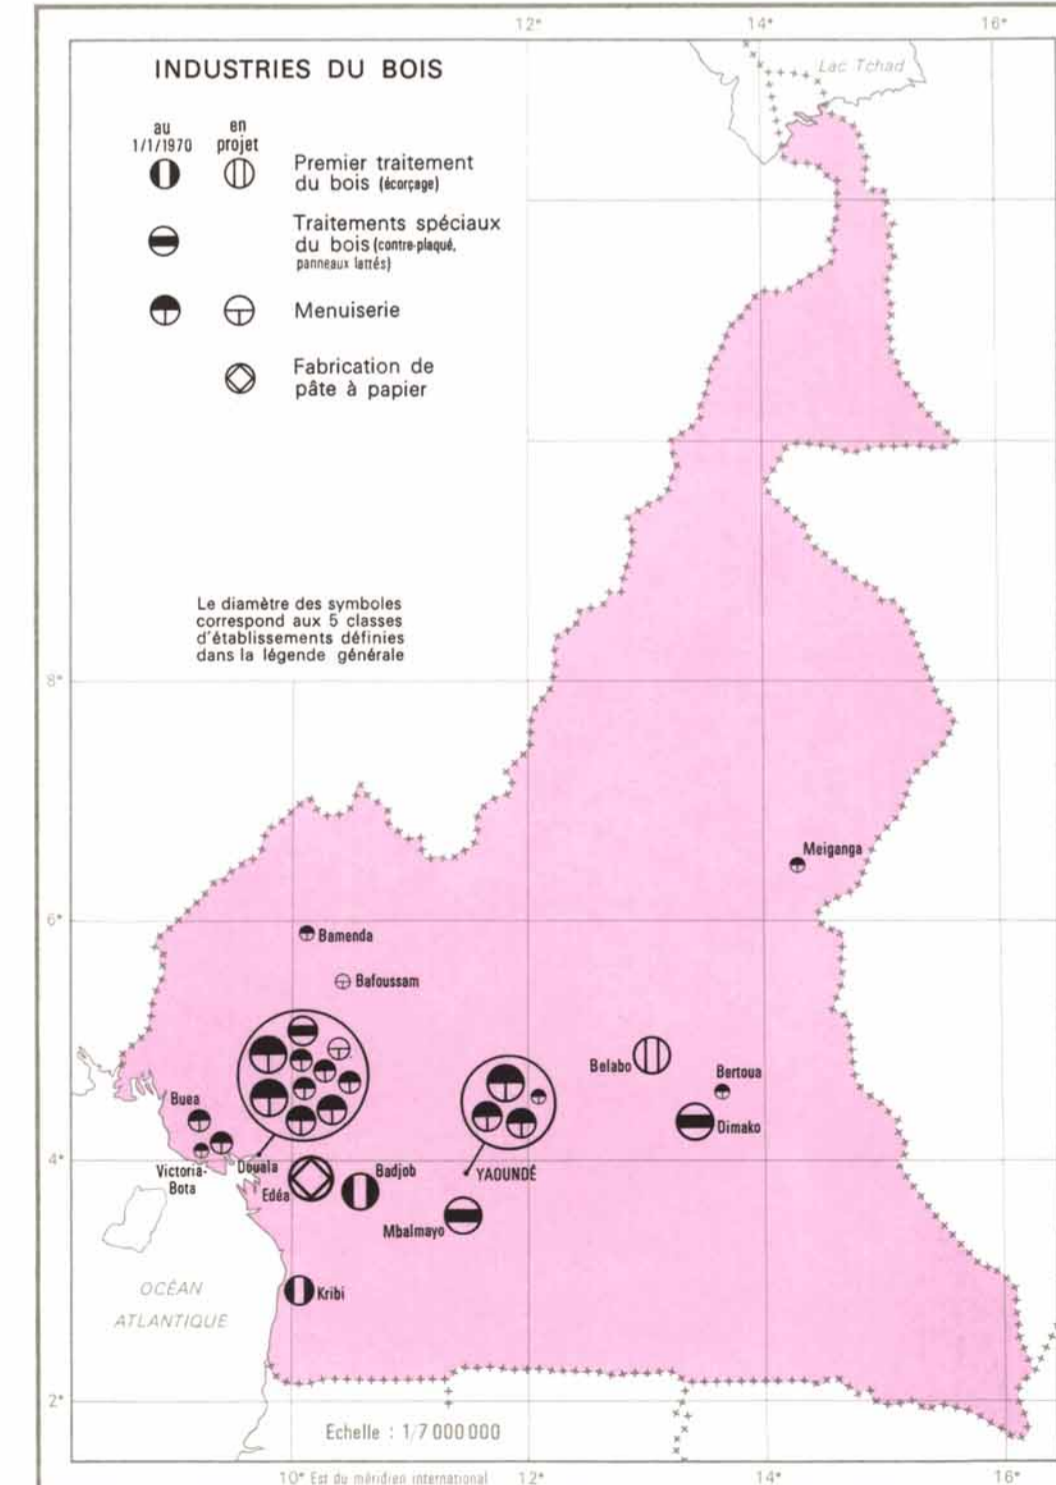 12°
14°
16°
INDUSTRIES DU BOIS
Lac Tchad
au
1/1/1970
en
projet
Premier traitement
du bois (écorçage)
Traitements spéciaux
du bois (contre-plaqué,
panneaux lattés)
Menuiserie
Fabrication de
pâte à papier
Le diamètre des symboles
correspond aux 5 classes
d'établissements définies
dans la légende générale
8°
Meiganga
6°
Bamenda
Bafoussam
Belabo
Bertoua
Buea
Dimako
4°
Victoria-
Bota
Douala
Edéa
Badjob
YAOUNDÉ
Mbalmayo
OCÉAN
ATLANTIQUE
Kribi
2°
Echelle : 1/7 000 000
10° Est du méridien international
12°
14°
16°